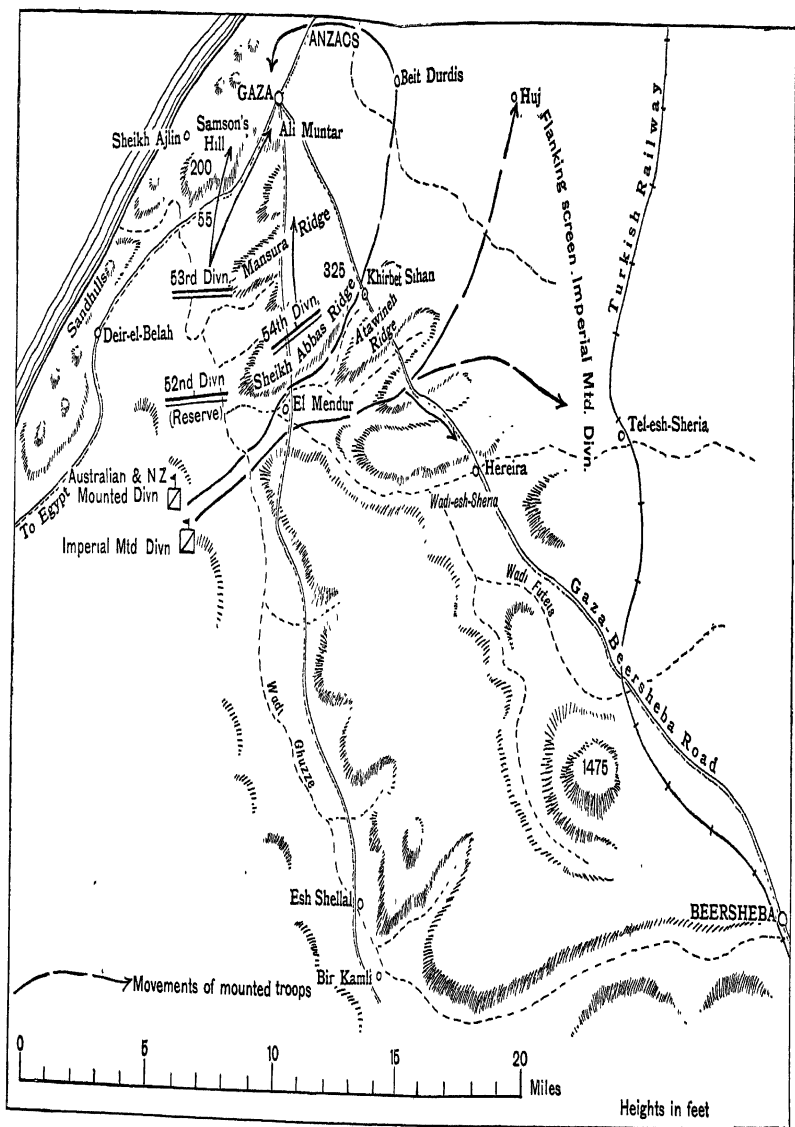 ANZACS
Beit Durdis
GAZA
Huj
Sheikh Ajlin
Samson's
Hill
Ali Muntar
200
55
53rd Divn.
Mansura Ridge
325
Khirbet Sihan
Flanking screen. Imperial Mtd. Divn.
Turkish Railway
Sandhills
Deir-el-Belah
54th Divn.
Sheikh Abbas Ridge
Atawineh
Ridge
52nd Divn
(Reserve)
El Mendur
Tel-esh-Sheria
Australian & N Z
Mounted Divn
Hereira
To Egypt
Wadi-esh-Sheria
Imperial Mtd Divn
Wadi Futeis
Gaza-Beersheba Road
Wadi Ghuzze
1475
Esh Shellal
BEERSHEBA
Bir Kamli
Movements of mounted troops
0 5 10 15 20
Miles
Heights in feet